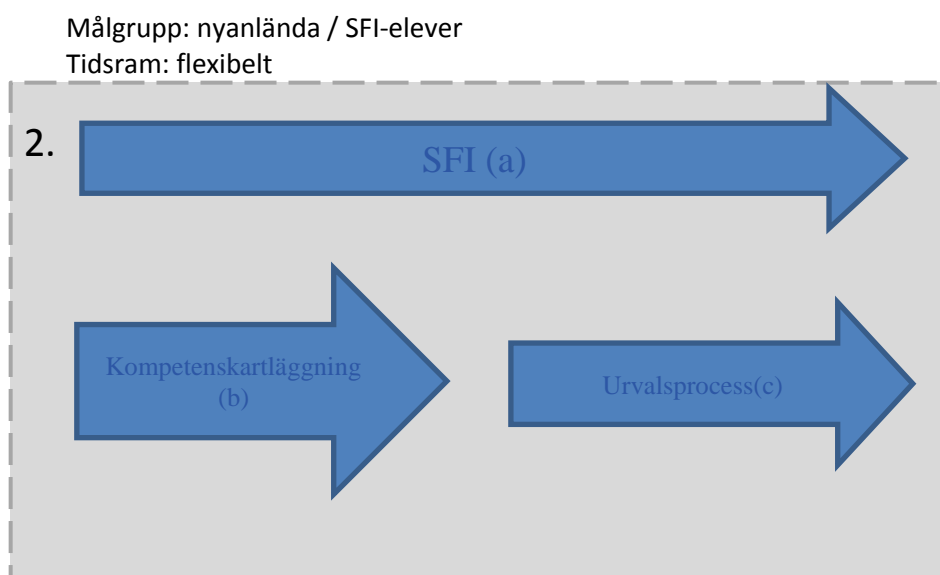 Målgrupp: nyanlända / SFI-elever
Tidsram: flexibelt
2.
SFI (a)
Kompetenskartläggning
(b)
Urvalsprocess(c)